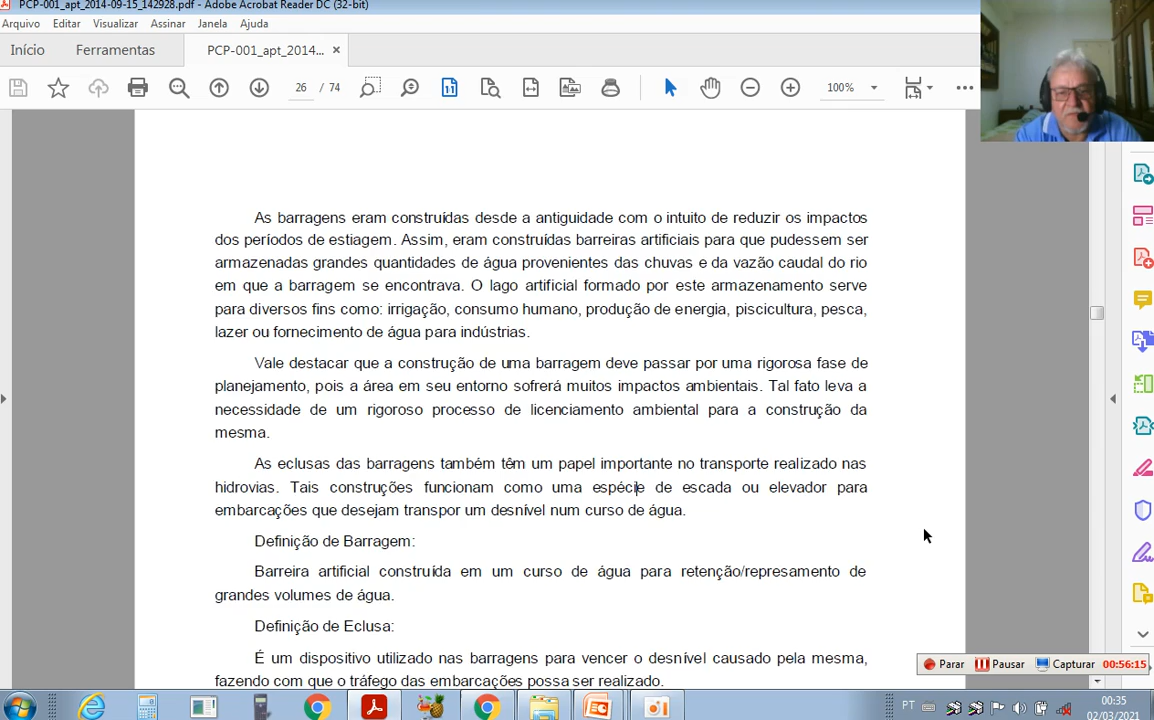 PCP-001_apt_2014-09-15_142928.pdf - Adobe Acrobat Reader DC (32-bit)
Arquivo Editar Visualizar Assinar Janela Ajuda
Início Ferramentas PCP-001_apt_2014... ×
26 / 74 100%
As barragens eram construídas desde a antiguidade com o intuito de reduzir os impactos
dos períodos de estiagem. Assim, eram construídas barreiras artificiais para que pudessem ser
armazenadas grandes quantidades de água provenientes das chuvas e da vazão caudal do rio
em que a barragem se encontrava. O lago artificial formado por este armazenamento serve
para diversos fins como: irrigação, consumo humano, produção de energia, piscicultura, pesca,
lazer ou fornecimento de água para indústrias.
Vale destacar que a construção de uma barragem deve passar por uma rigorosa fase de
planejamento, pois a área em seu entorno sofrerá muitos impactos ambientais. Tal fato leva a
necessidade de um rigoroso processo de licenciamento ambiental para a construção da
mesma.
As eclusas das barragens também têm um papel importante no transporte realizado nas
hidrovias. Tais construções funcionam como uma espécie de escada ou elevador para
embarcações que desejam transpor um desnível num curso de água.
Definição de Barragem:
Barreira artificial construída em um curso de água para retenção/represamento de
grandes volumes de água.
Definição de Eclusa:
É um dispositivo utilizado nas barragens para vencer o desnível causado pela mesma,
fazendo com que o tráfego das embarcações possa ser realizado.
Parar Pausar Capturar 00:56:15
PT 00:35
02/03/2021